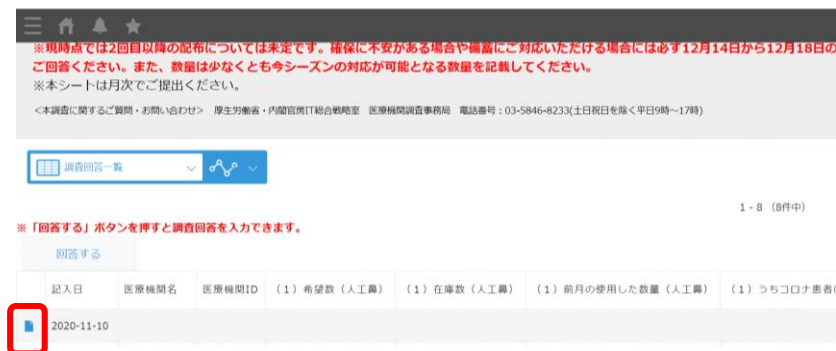 ※現時点では2回目以降の配布については未定です。確保に不安がある場合や備蓄にご対応いただける場合には必ず12月14日から12月18日の
ご回答ください。また、数量は少なくとも今シーズンの対応が可能となる数量を記載してください。
※本シートは月次でご提出ください。
<本調査に関するご質問・お問い合わせ> 厚生労働省・内閣官房IT総合戦略室 医療機関調査事務局 電話番号：03-5846-8233(土日祝日を除く平日9時～17時)
調査回答一覧
1 - 8 (8件中)
※「回答する」ボタンを押すと調査回答を入力できます。
回答する
記入日 医療機関名 医療機関ID (1) 希望数 (人工鼻) (1) 在庫数 (人工鼻) (1) 前月の使用した数量 (人工鼻) (1) うちコロナ患者
2020-11-10